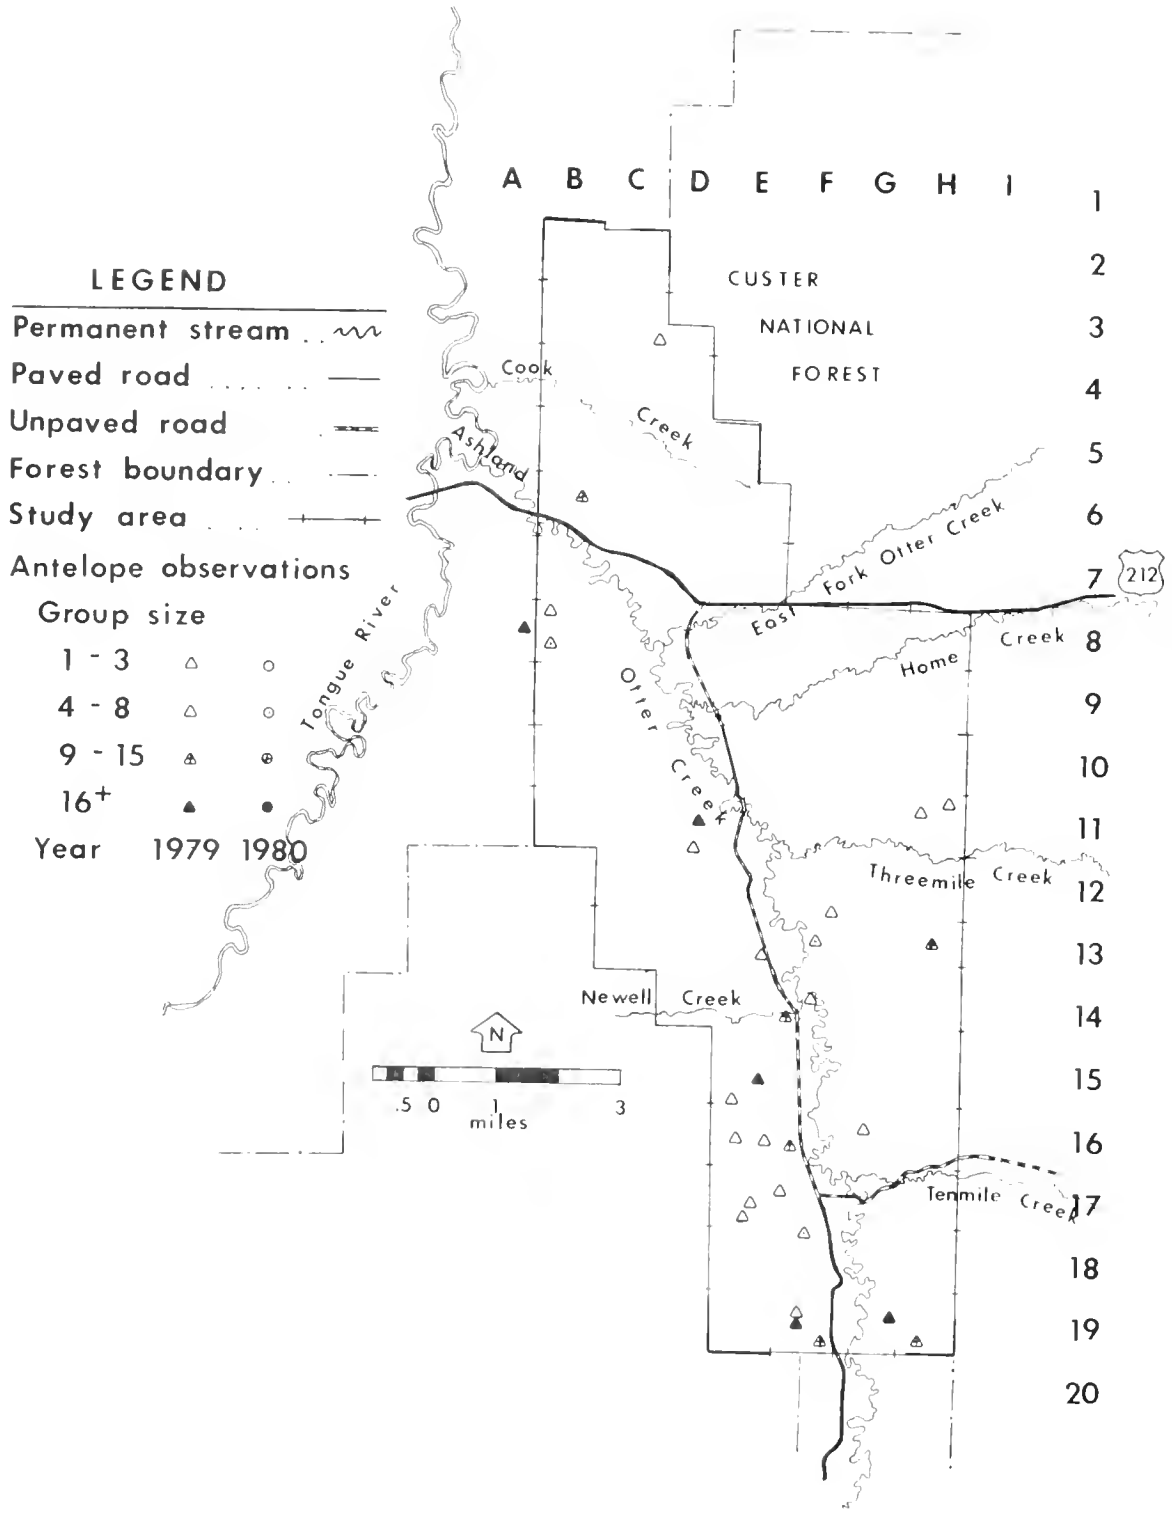 A B C D E F G H I
1
2
3
4
5
6
7
8
9
10
11
12
13
14
15
16
17
18
19
20
CUSTER
NATIONAL
FOREST
LEGEND
Permanent stream ..
Paved road .... .. ..
Unpaved road .
Forest boundary ..
Study area . ...
Antelope observations
Group size
1 - 3
4 - 8
9 - 15
16+
Year 1979 1980
Cook
Creek
Ashland
Tongue River
East Fork Otter Creek
212
Home Creek
Otter Creek
Threemile Creek
Newell Creek
N
.5 0 1 3
miles
Tenmile Creek